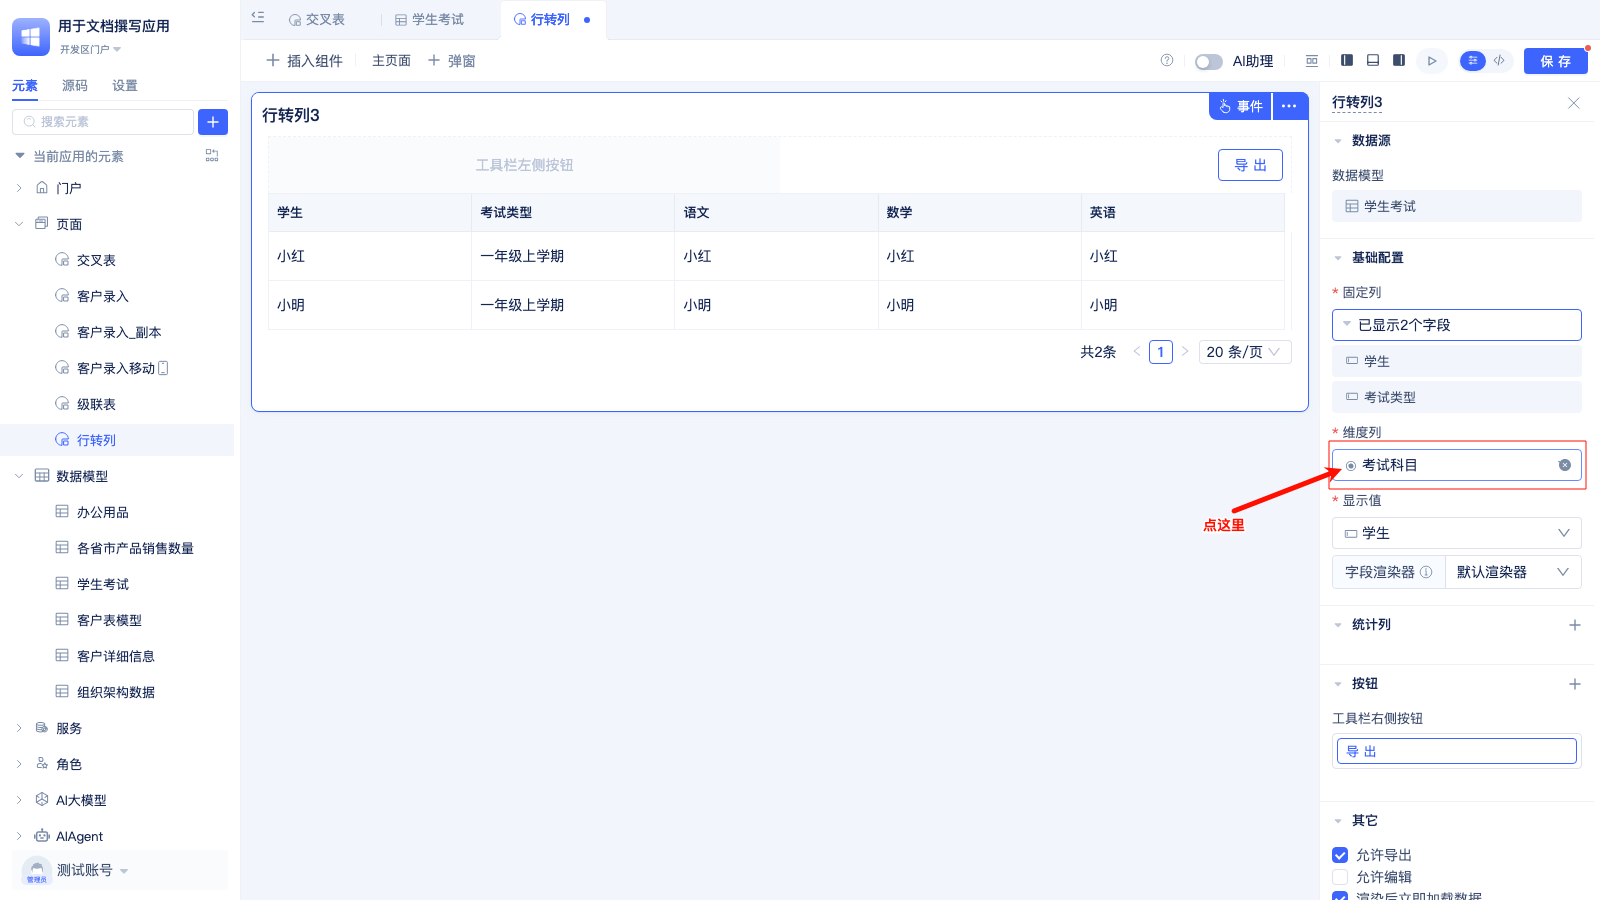 用于文档撰写应用
开发区门户
元素 源码 设置
搜索元素
当前应用的元素
门户
页面
交叉表
客户录入
客户录入_副本
客户录入移动
级联表
行转列
数据模型
办公用品
各省市产品销售数量
学生考试
客户表模型
客户详细信息
组织架构数据
服务
角色
AI大模型
AIAgent
测试账号
管理员
交叉表 学生考试 行转列
插入组件 主页面 弹窗
AI助理
保 存
行转列3
事件
工具栏左侧按钮
导 出
学生 考试类型 语文 数学 英语
小红 一年级上学期 小红 小红 小红
小明 一年级上学期 小明 小明 小明
共2条 1 20 条/页
点这里
行转列3
数据源
数据模型
学生考试
基础配置
* 固定列
已显示2个字段
学生
考试类型
* 维度列
考试科目
* 显示值
学生
字段渲染器 默认渲染器
统计列
按钮
工具栏右侧按钮
导 出
其它
允许导出
允许编辑
渲染后立即加载数据